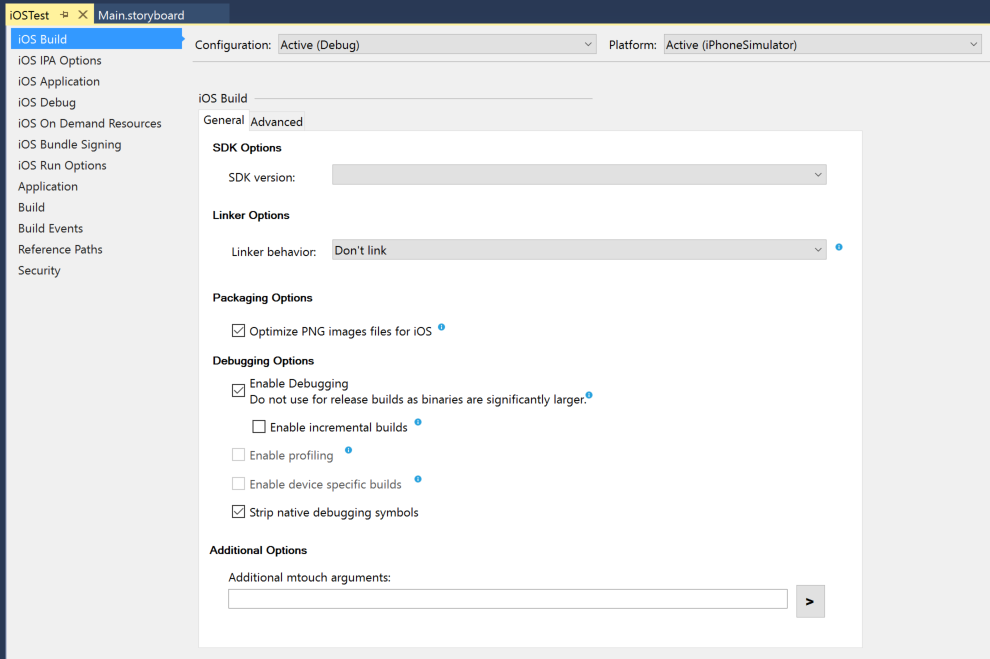 iOSTest Main.storyboard
iOS Build
iOS IPA Options
iOS Application
iOS Debug
iOS On Demand Resources
iOS Bundle Signing
iOS Run Options
Application
Build
Build Events
Reference Paths
Security
Configuration: Active (Debug) Platform: Active (iPhoneSimulator)
iOS Build
General Advanced
SDK Options
SDK version:
Linker Options
Linker behavior: Don't link
Packaging Options
Optimize PNG images files for iOS
Debugging Options
Enable Debugging
Do not use for release builds as binaries are significantly larger.
Enable incremental builds
Enable profiling
Enable device specific builds
Strip native debugging symbols
Additional Options
Additional mtouch arguments:
>